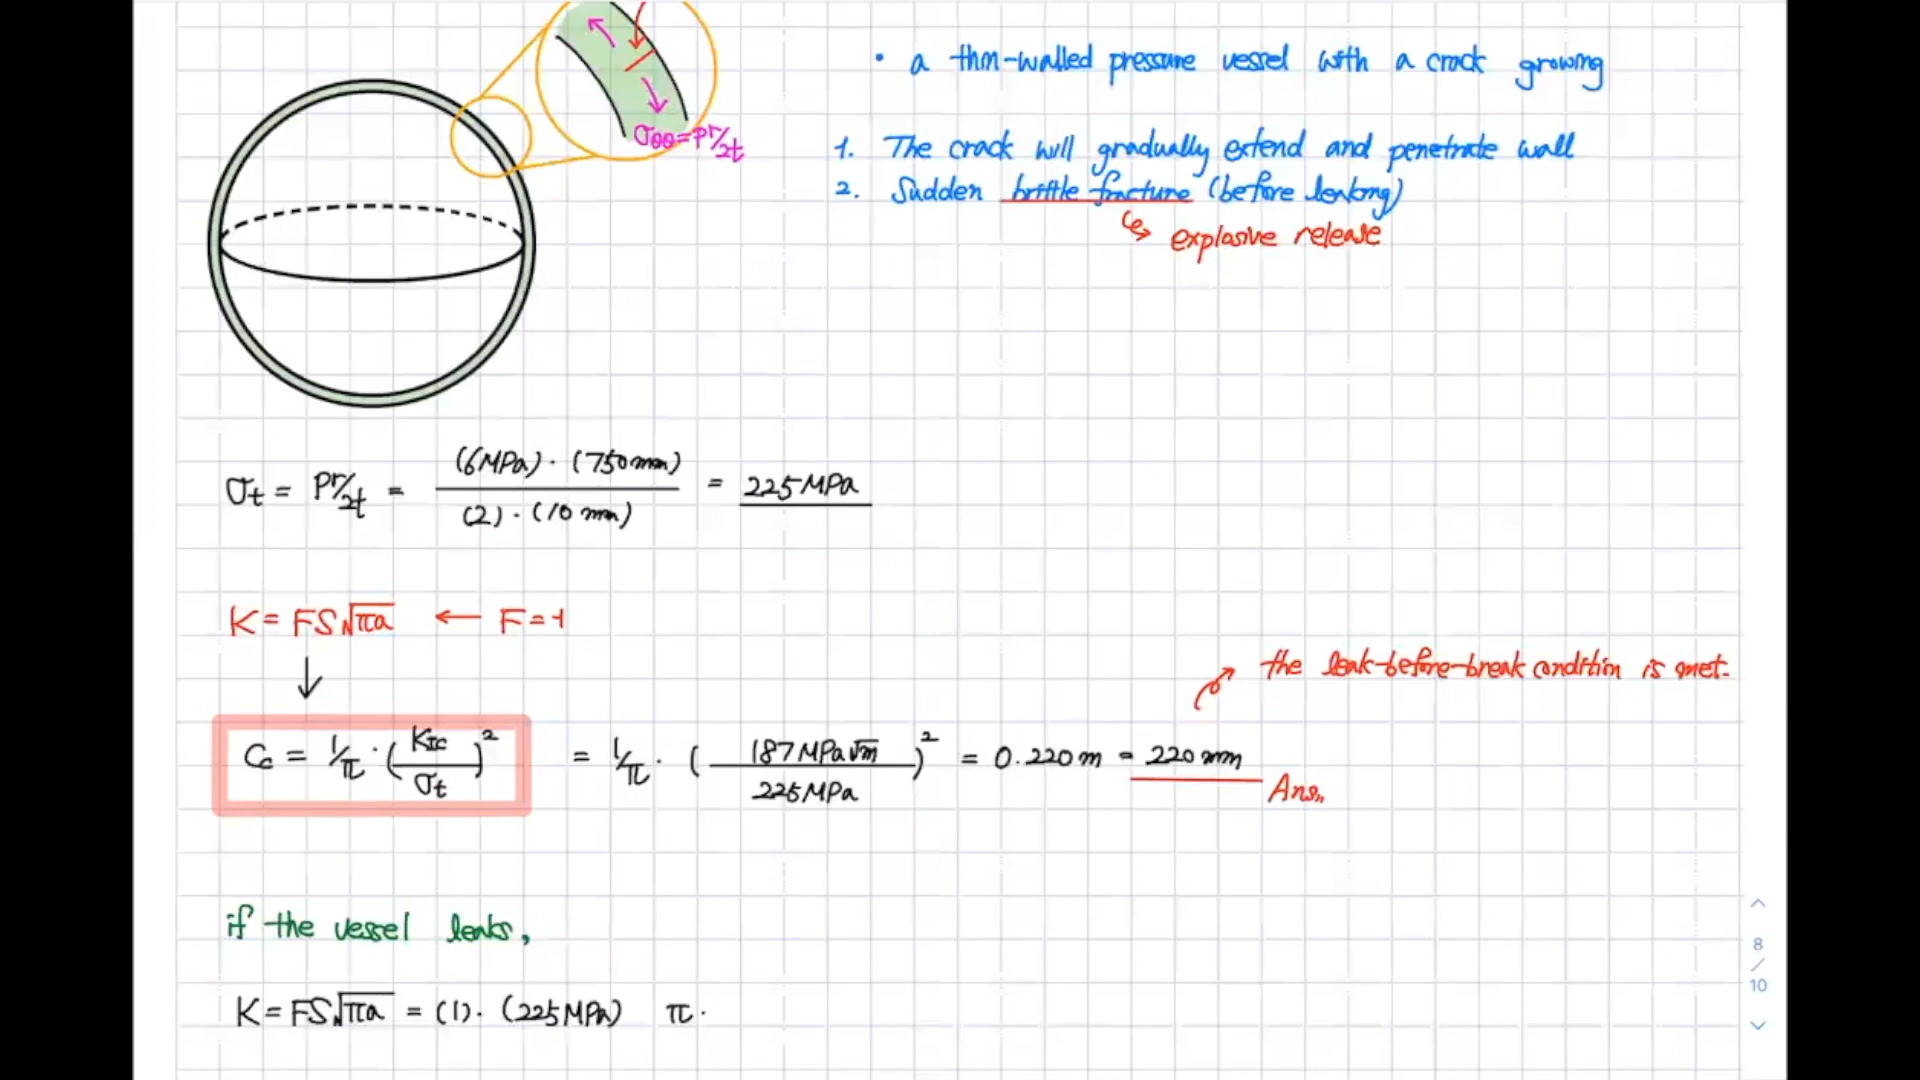 σθθ=Pr/2t
• a thin-walled pressure vessel with a crack growing
1. The crack will gradually extend and penetrate wall
2. Sudden brittle fracture (before leaking)
↳ explosive release
σt = Pr/2t = (6MPa)·(750mm) / (2)·(10mm) = 225MPa
K = FS√πa ← F=1
↓
the leak-before-break condition is met.
Cc = 1/π·(KIC/σt)² = 1/π·(187MPa√m / 225MPa)² = 0.220m = 220mm
Ans,
if the vessel leaks,
K = FS√πa = (1)·(225MPa) π·
8
/
10